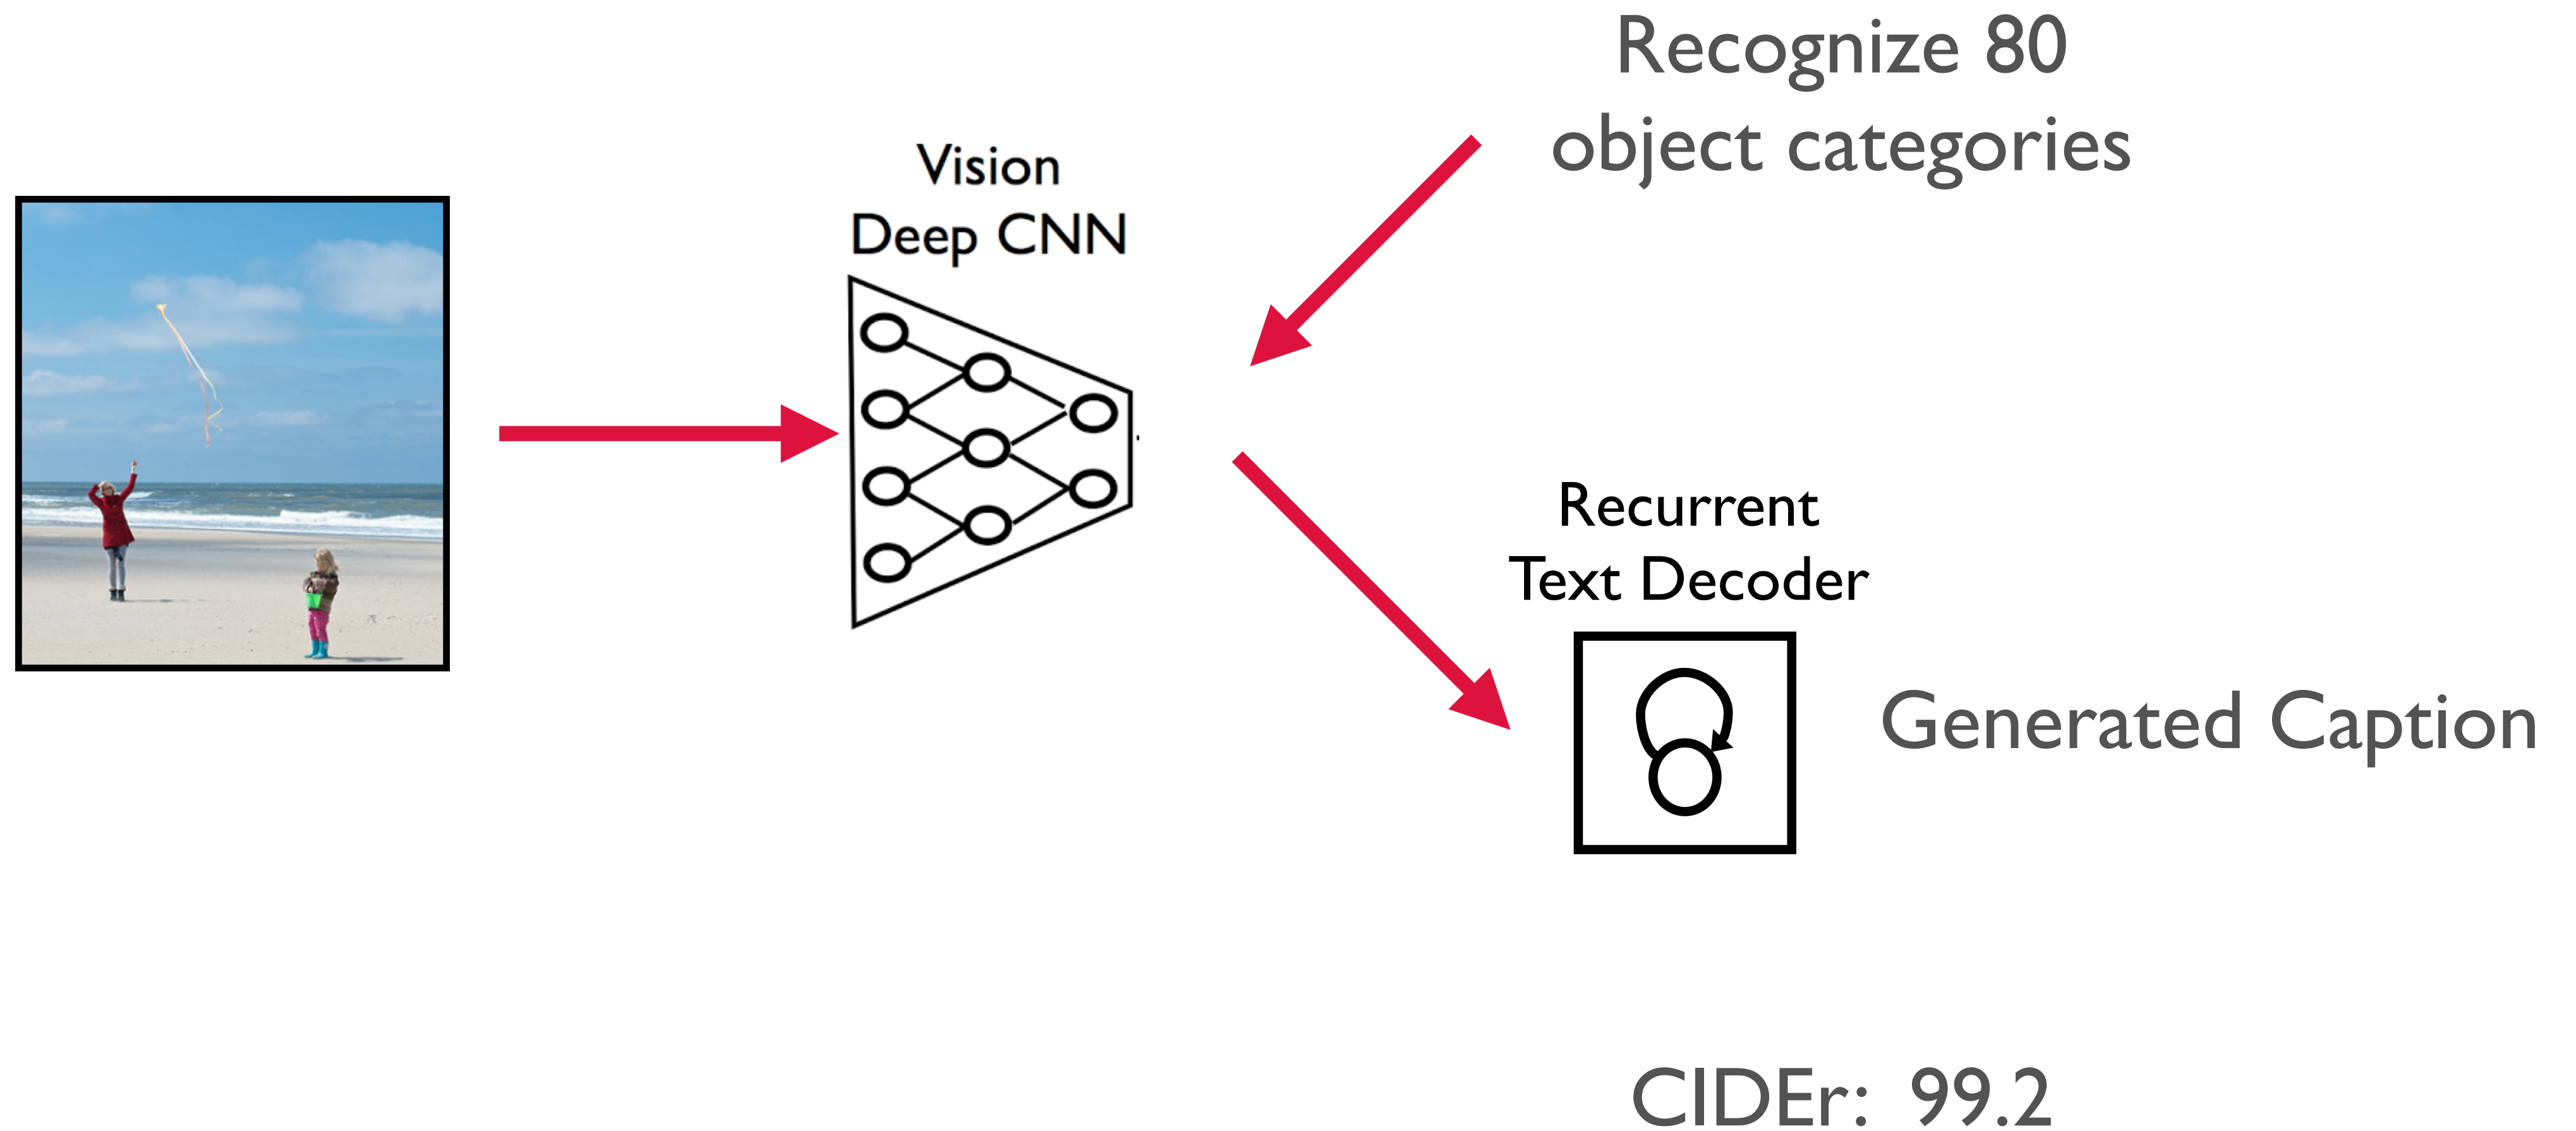 Recognize 80
object categories
Vision
Deep CNN
Recurrent
Text Decoder
Generated Caption
CIDEr: 99.2